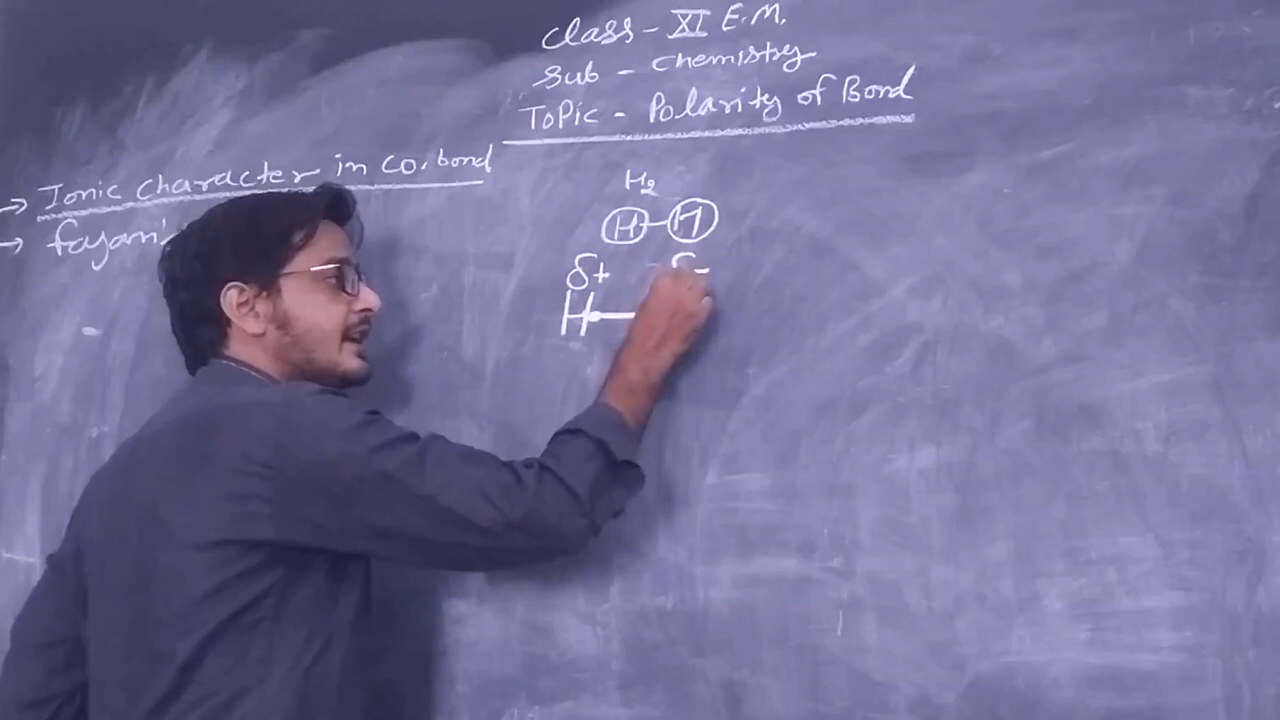 Class - XI E.M.
Sub - Chemistry
Topic - Polarity of Bond
→ Ionic character in co. bond
→ fajan
H₂
H-H
δ+ δ-
H-